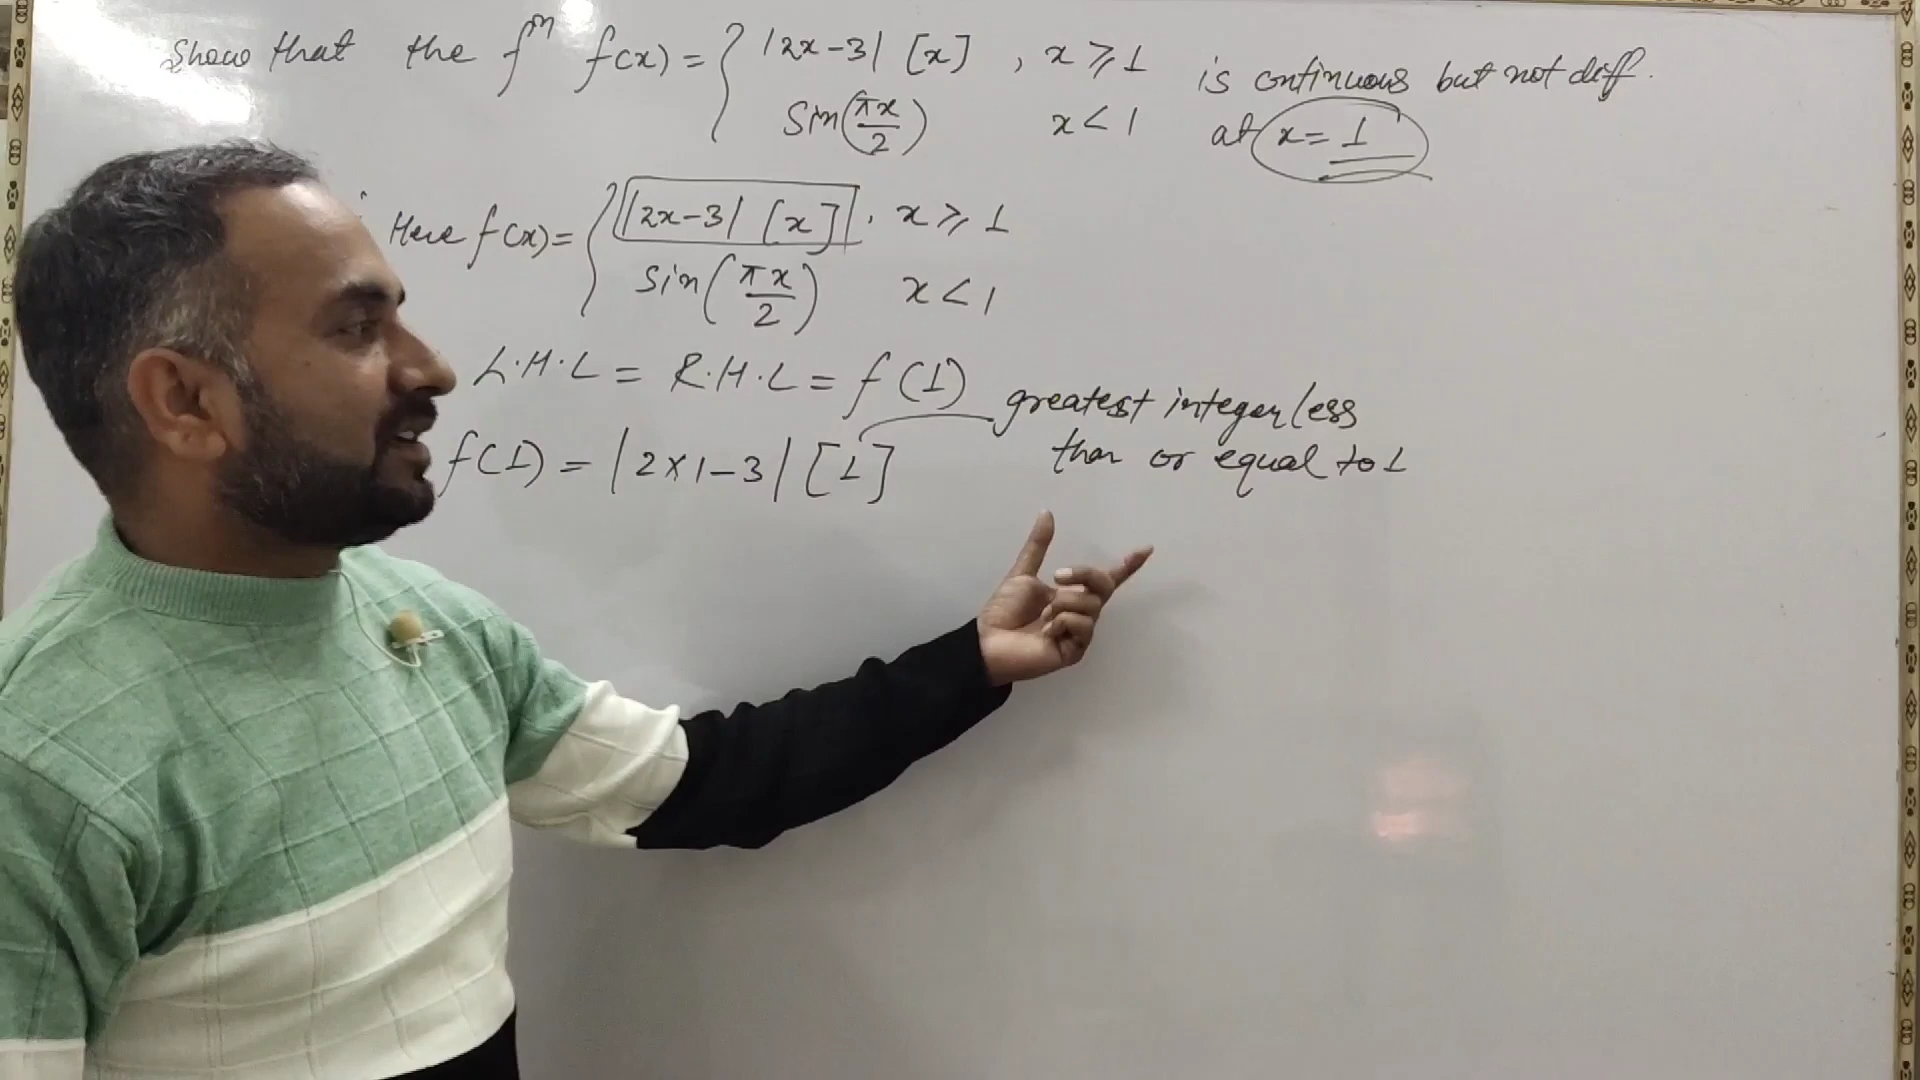 Show that the fⁿ f(x) = { |2x-3| [x] , x ≥ 1 is continuous but not diff.
Sin(πx/2) x < 1 at x = 1
Here f(x) = { |2x-3| [x] , x ≥ 1
Sin(πx/2) x < 1
L.H.L = R.H.L = f(1)
greatest integer less
than or equal to 1
f(1) = |2×1-3| [1]